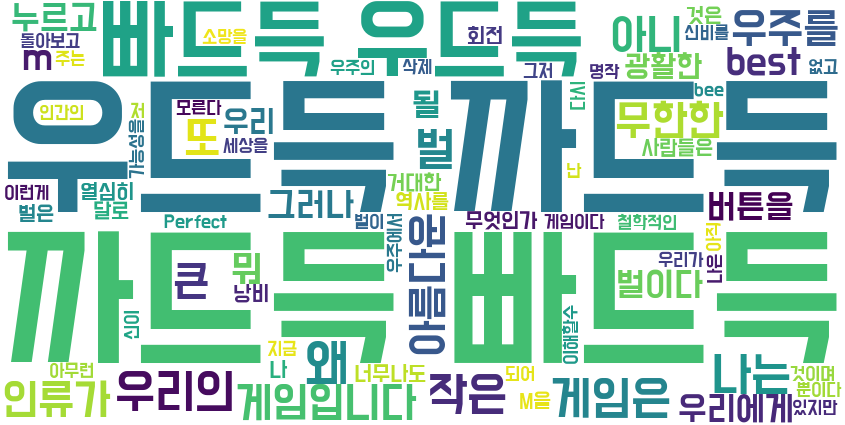 누르고
빠드득 우드득
회전
아니
것은
신비를
우주를
돌아보고
m
주는
소망을
우주의
삭제
그저
명작
광활한
best
없고
우드득
까드득
인간의
모른다
저
가능성을
또
우리
세상을
될
벌
다시
bee
무한한
사람들은
난
이런게
열심히
벌은
달로
Perfect
그러나
거대한
역사를
벌이
우주에서
무엇인가
게임이다
철학적인
버튼을
아직
까드득
빠드득
큰
뭐
낭비
원디를아
우리가
나은
벌이다
신이
이해할수
지금
나
왜
아무런
너무나도
되어
M을
나는
것이며
뿐이다
인류가
우리의
게임입니다
작은
게임은
우리에게
있지만